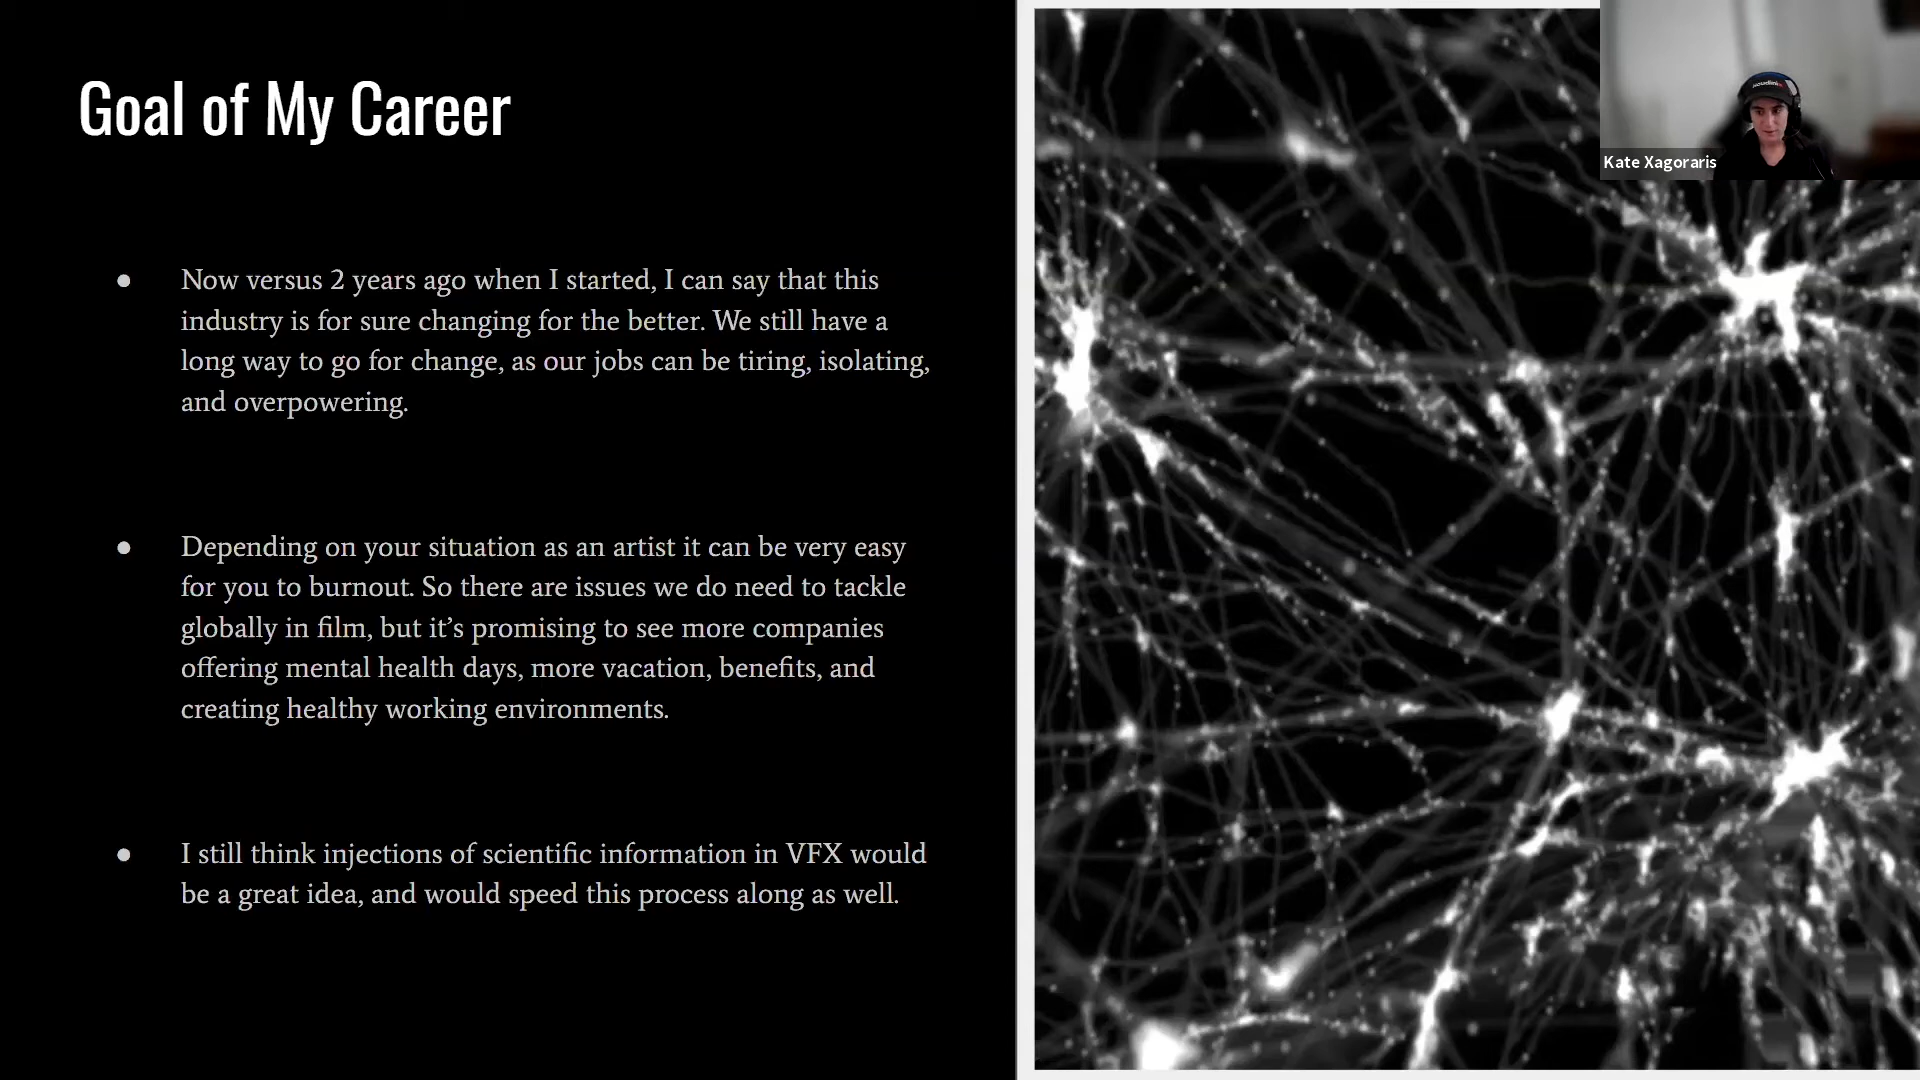 Goal of My Career
Kate Xagoraris
● Now versus 2 years ago when I started, I can say that this
industry is for sure changing for the better. We still have a
long way to go for change, as our jobs can be tiring, isolating,
and overpowering.
● Depending on your situation as an artist it can be very easy
for you to burnout. So there are issues we do need to tackle
globally in film, but it’s promising to see more companies
offering mental health days, more vacation, benefits, and
creating healthy working environments.
● I still think injections of scientific information in VFX would
be a great idea, and would speed this process along as well.